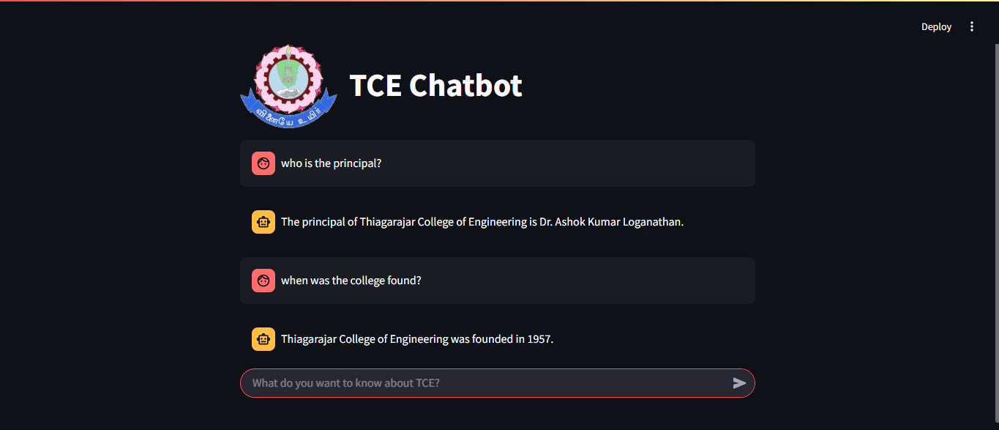 Deploy
TCE Chatbot
வினையே உயிர்
who is the principal?
The principal of Thiagarajar College of Engineering is Dr. Ashok Kumar Loganathan.
when was the college found?
Thiagarajar College of Engineering was founded in 1957.
What do you want to know about TCE?